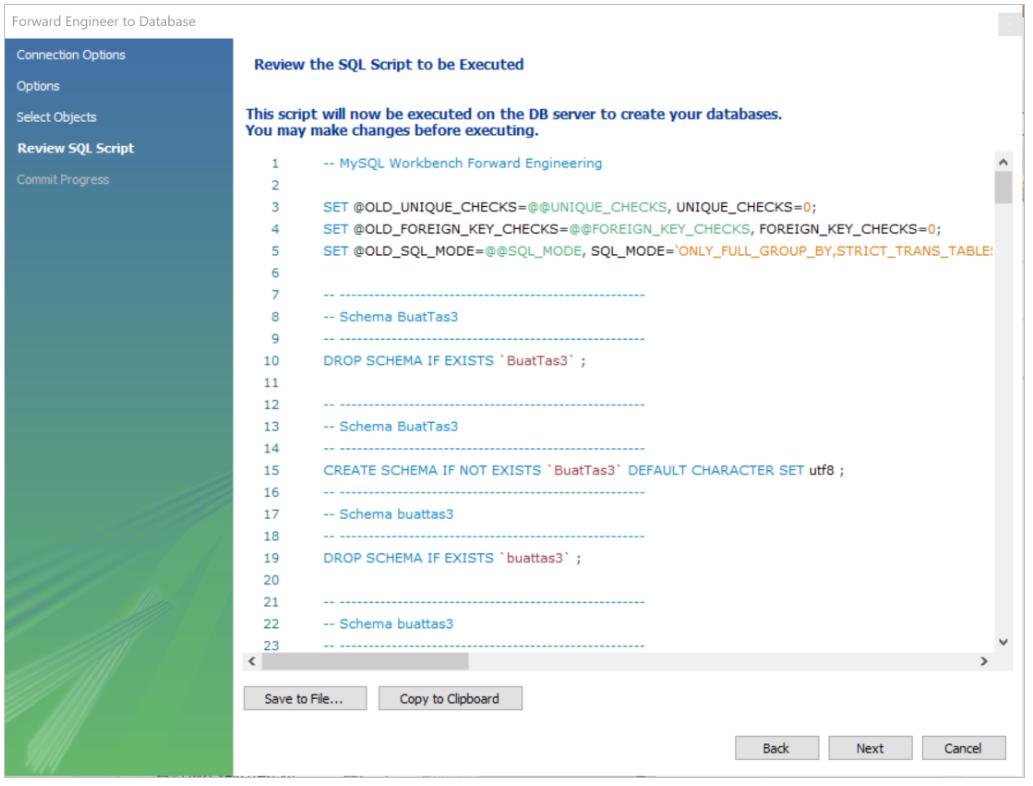 Forward Engineer to Database
Connection Options
Options
Select Objects
Review SQL Script
Commit Progress
Review the SQL Script to be Executed
This script will now be executed on the DB server to create your databases.
You may make changes before executing.
1 -- MySQL Workbench Forward Engineering
2
3 SET @OLD_UNIQUE_CHECKS=@@UNIQUE_CHECKS, UNIQUE_CHECKS=0;
4 SET @OLD_FOREIGN_KEY_CHECKS=@@FOREIGN_KEY_CHECKS, FOREIGN_KEY_CHECKS=0;
5 SET @OLD_SQL_MODE=@@SQL_MODE, SQL_MODE='ONLY_FULL_GROUP_BY,STRICT_TRANS_TABLES
6
7 -- -----------------------------------------------------
8 -- Schema BuatTas3
9 -- -----------------------------------------------------
10 DROP SCHEMA IF EXISTS `BuatTas3` ;
11
12 -- -----------------------------------------------------
13 -- Schema BuatTas3
14 -- -----------------------------------------------------
15 CREATE SCHEMA IF NOT EXISTS `BuatTas3` DEFAULT CHARACTER SET utf8 ;
16 -- -----------------------------------------------------
17 -- Schema buattas3
18 -- -----------------------------------------------------
19 DROP SCHEMA IF EXISTS `buattas3` ;
20
21 -- -----------------------------------------------------
22 -- Schema buattas3
23 -- -----------------------------------------------------
Save to File...
Copy to Clipboard
Back
Next
Cancel